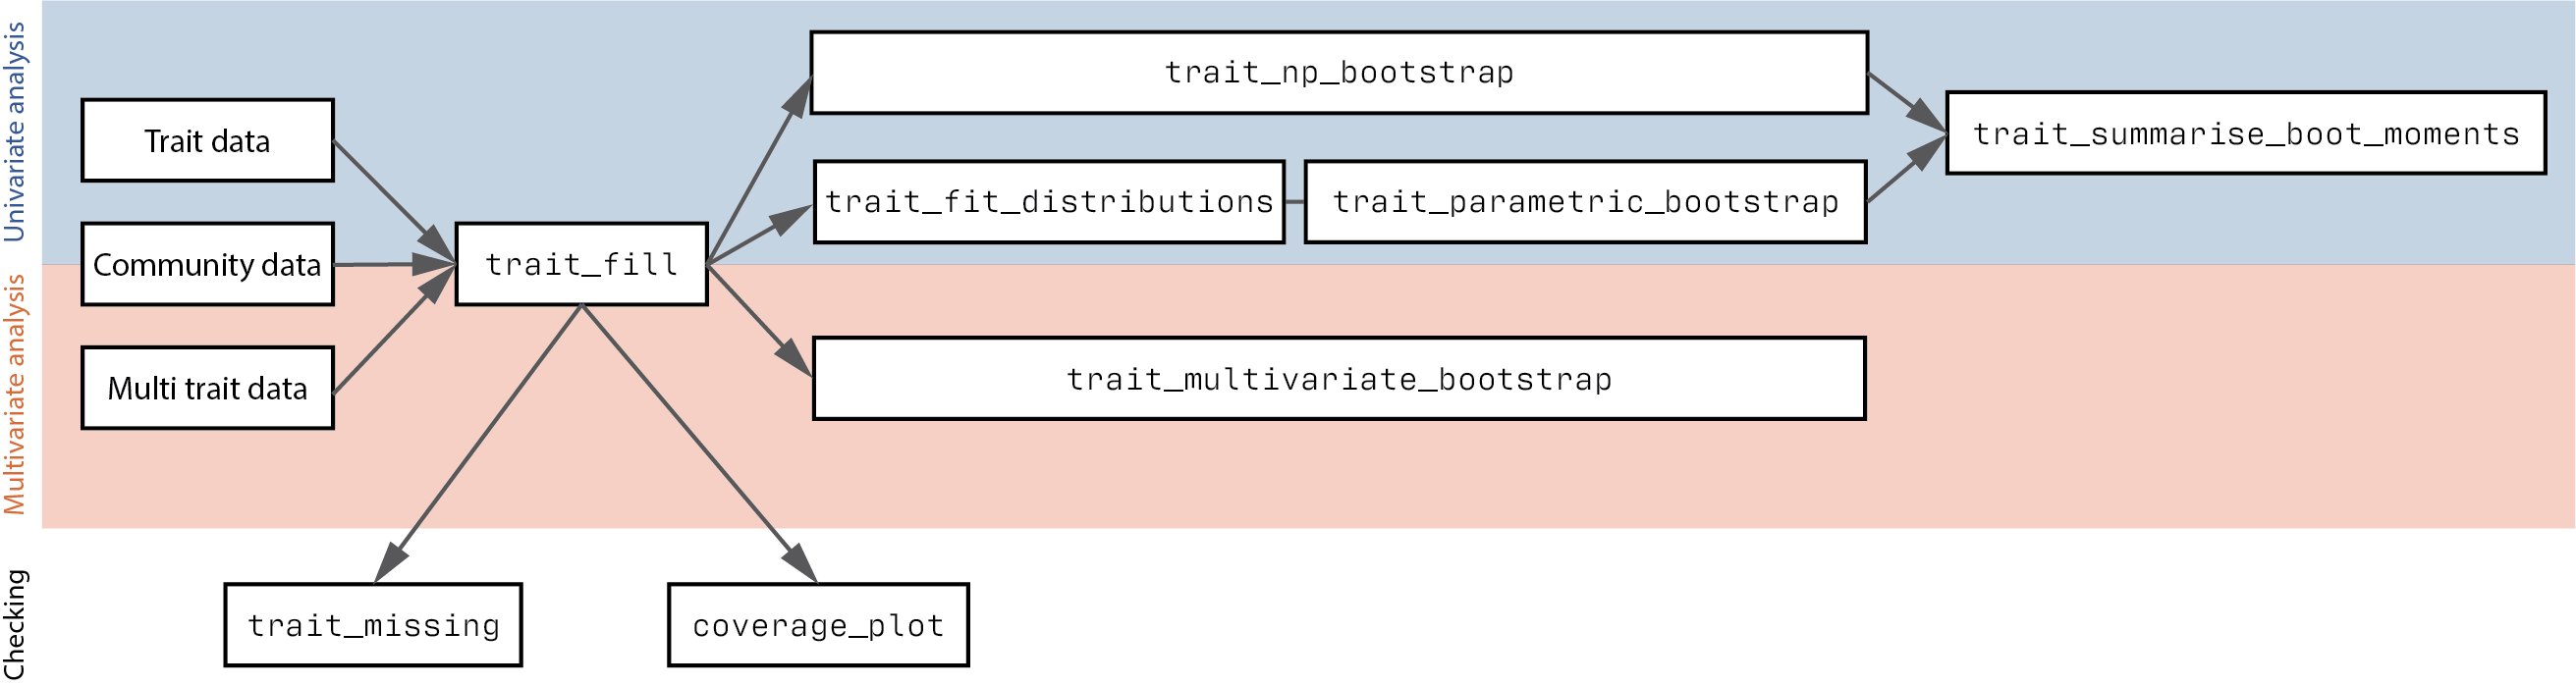 Univariate analysis
Multivariate analysis
Checking
Trait data
Community data
Multi trait data
trait_fill
trait_np_bootstrap
trait_fit_distributions
trait_parametric_bootstrap
trait_summarise_boot_moments
trait_multivariate_bootstrap
trait_missing
coverage_plot